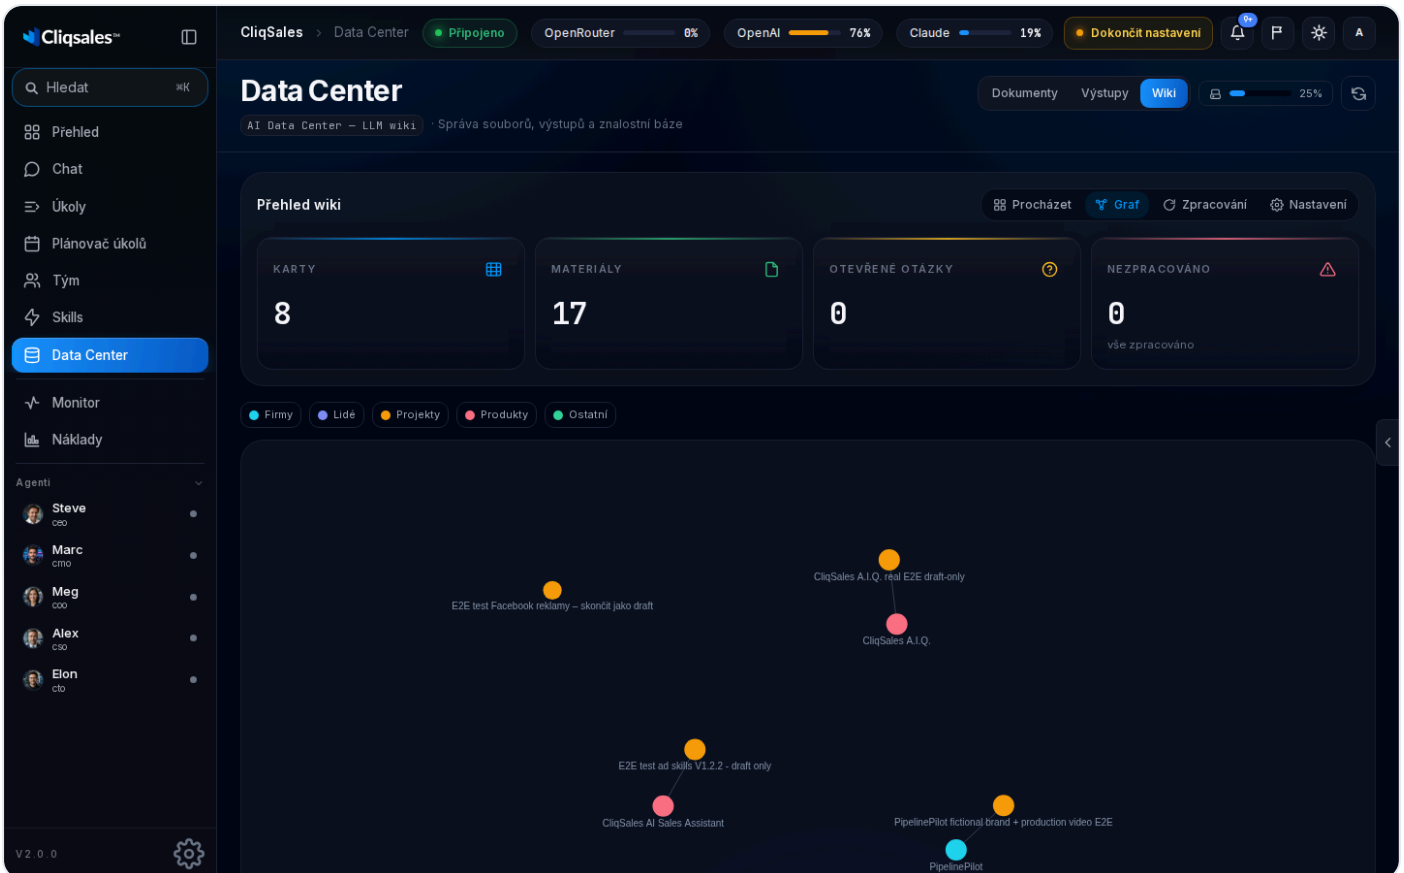 Cliqsales™
Hledat ⌘K
Přehled
Chat
Úkoly
Plánovač úkolů
Tým
Skills
Data Center
Monitor
Náklady
Agenti
Steve
ceo
Marc
cmo
Meg
coo
Alex
cso
Elon
cto
V2.0.0
CliqSales > Data Center
Připojeno
OpenRouter 0%
OpenAI 76%
Claude 19%
Dokončit nastavení
9+
A
Data Center
AI Data Center — LLM wiki · Správa souborů, výstupů a znalostní báze
Dokumenty Výstupy Wiki
25%
Přehled wiki
Procházet Graf Zpracování Nastavení
KARTY
8
MATERIÁLY
17
OTEVŘENÉ OTÁZKY
0
NEZPRACOVÁNO
0
vše zpracováno
Firmy Lidé Projekty Produkty Ostatní
CliqSales A.I.Q. real E2E draft-only
E2E test Facebook reklamy – skončit jako draft
CliqSales A.I.Q.
E2E test ad skills V1.2.2 - draft only
CliqSales AI Sales Assistant
PipelinePilot fictional brand + production video E2E
PipelinePilot